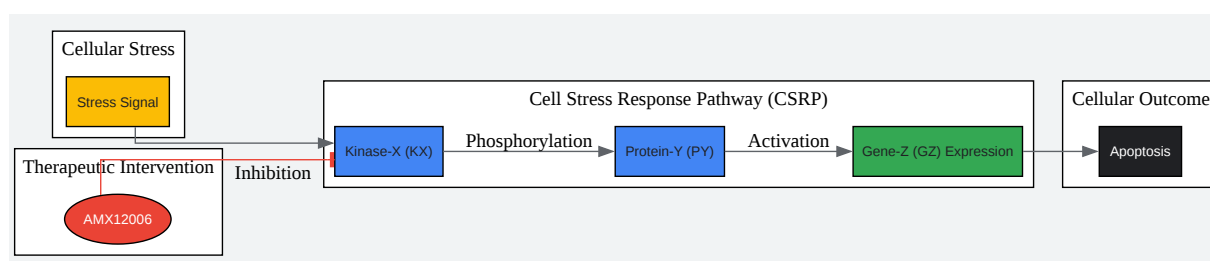 Cellular Stress
Stress Signal
Therapeutic Intervention
AMX12006
Inhibition
Cell Stress Response Pathway (CSRP)
Kinase-X (KX)
Phosphorylation
Protein-Y (PY)
Activation
Gene-Z (GZ) Expression
Cellular Outcome
Apoptosis